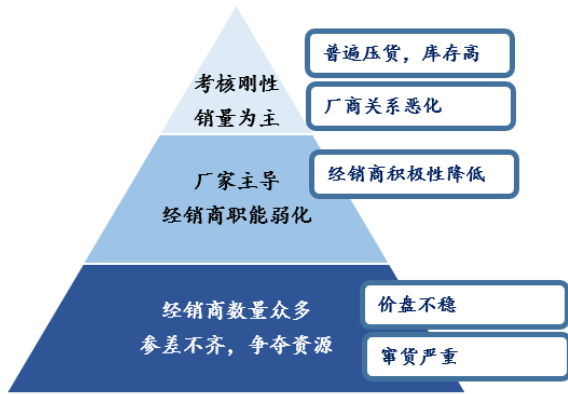 普遍压货，库存高
考核刚性
销量为主
厂商关系恶化
厂家主导
经销商职能弱化
经销商积极性降低
经销商数量众多
参差不齐，争夺资源
价盘不稳
窜货严重